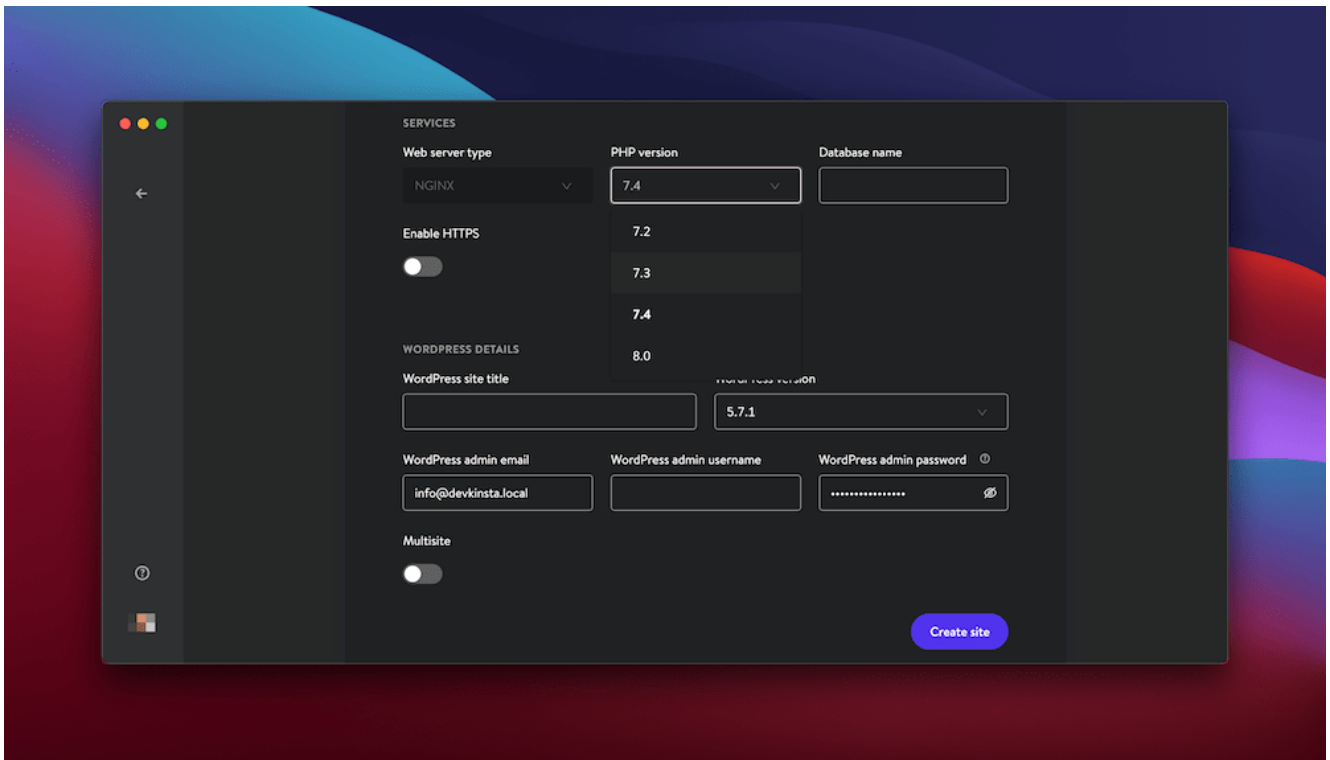 SERVICES
Web server type PHP version Database name
NGINX 7.4
7.2
Enable HTTPS
7.3
7.4
WORDPRESS DETAILS
8.0
WordPress site title WordPress version
5.7.1
WordPress admin email WordPress admin username WordPress admin password
info@devkinsta.local
Multisite
Create site